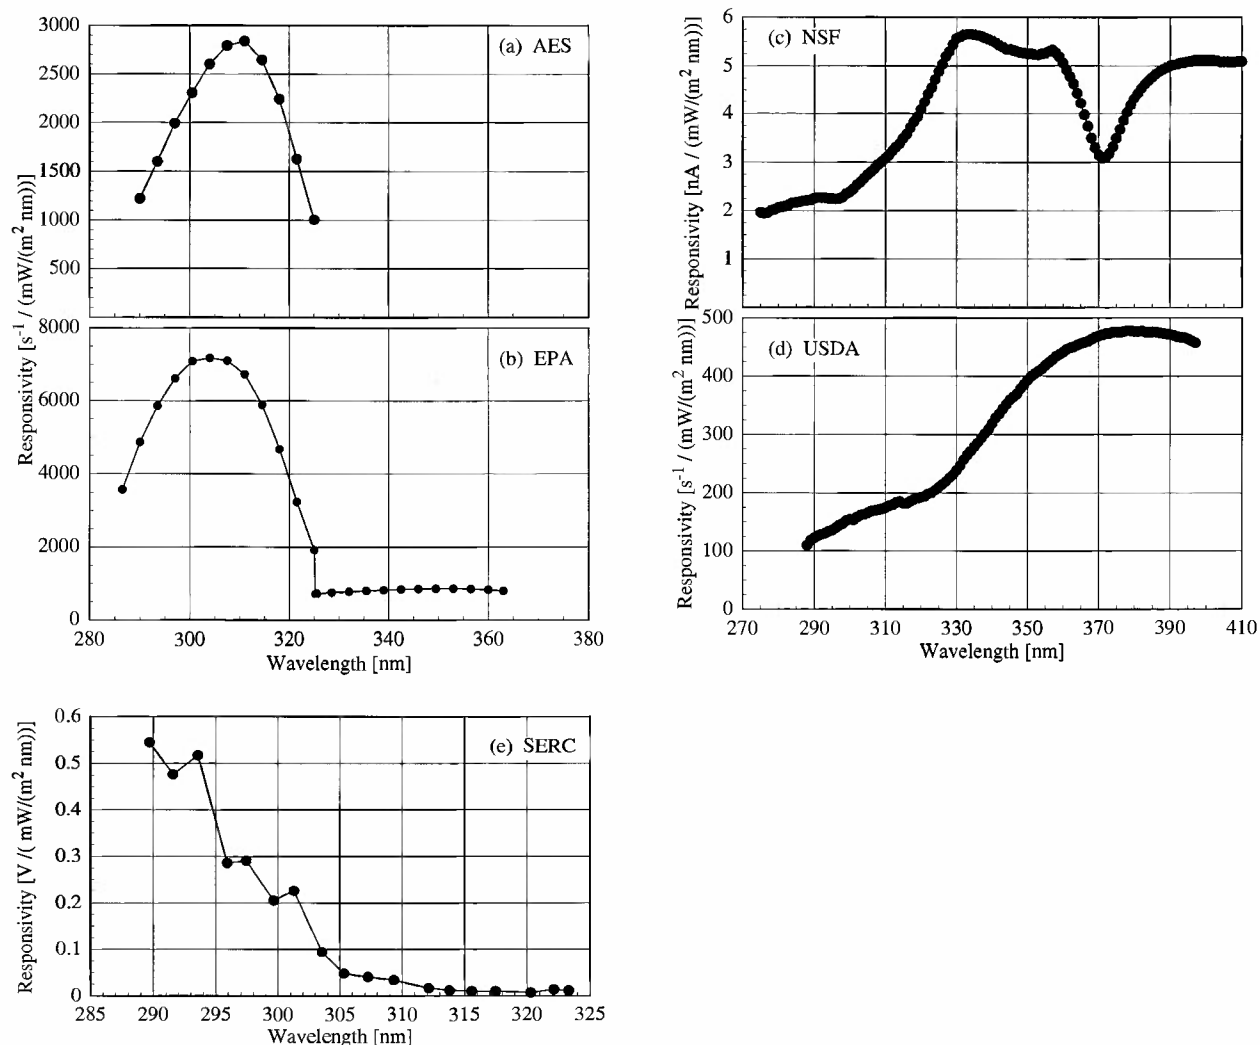 3000
2500
2000
1500
1000
500
(a) AES
8000
6000
4000
2000
0
(b) EPA
Responsivity [s⁻¹ / (mW/(m² nm))]
280 300 320 340 360 380
Wavelength [nm]
6
5
4
3
2
1
(c) NSF
Responsivity [nA / (mW/(m² nm))]
500
400
300
200
100
0
(d) USDA
Responsivity [s⁻¹ / (mW/(m² nm))]
270 290 310 330 350 370 390 410
Wavelength [nm]
0.6
0.5
0.4
0.3
0.2
0.1
0
(e) SERC
Responsivity [V /( mW/(m² nm))]
285 290 295 300 305 310 315 320 325
Wavelength [nm]